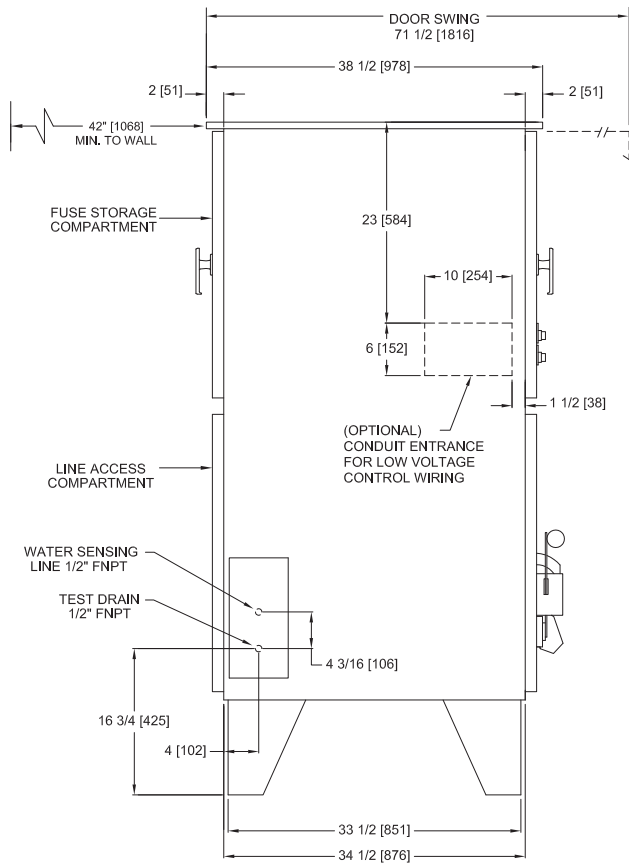 DOOR SWING
71 1/2 [1816]
38 1/2 [978]
2 [51]
2 [51]
42" [1068]
MIN. TO WALL
FUSE STORAGE
COMPARTMENT
23 [584]
10 [254]
6 [152]
1 1/2 [38]
(OPTIONAL)
CONDUIT ENTRANCE
FOR LOW VOLTAGE
CONTROL WIRING
LINE ACCESS
COMPARTMENT
WATER SENSING
LINE 1/2" FNPT
TEST DRAIN
1/2" FNPT
4 3/16 [106]
16 3/4 [425]
4 [102]
33 1/2 [851]
34 1/2 [876]